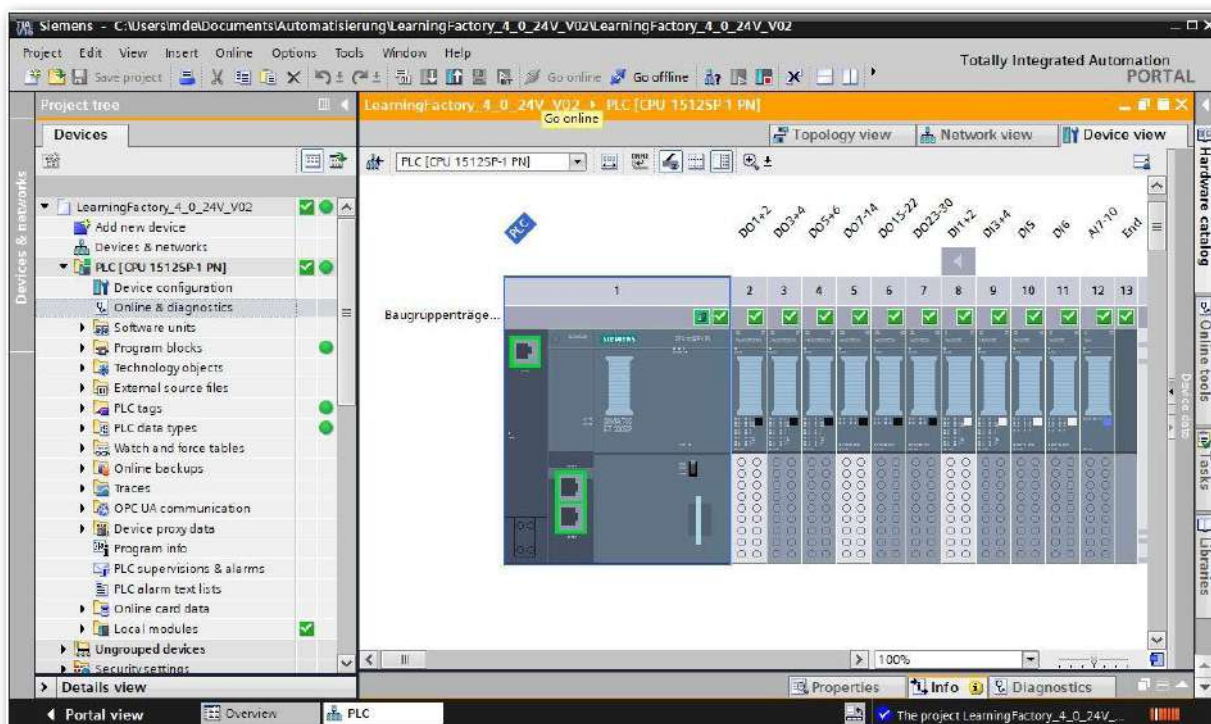 Siemens - C:\Users\mde\Documents\Automatisierung\LearningFactory_4_0_24V_V02\LearningFactory_4_0_24V_V02
Project Edit View Insert Online Options Tools Window Help
Totally Integrated Automation
PORTAL
Save project
Go online
Go offline
Project tree
LearningFactory_4_0_24V_V02 ▸ PLC [CPU 1512SP-1 PN]
Go online
Devices
Topology view
Network view
Device view
PLC [CPU 1512SP-1 PN]
Devices & networks
LearningFactory_4_0_24V_V02
Add new device
Devices & networks
PLC [CPU 1512SP-1 PN]
Device configuration
Online & diagnostics
Software units
Program blocks
Technology objects
External source files
PLC tags
PLC data types
Watch and force tables
Online backups
Traces
OPC UA communication
Device proxy data
Program info
PLC supervisions & alarms
PLC alarm text lists
Online card data
Local modules
Ungrouped devices
Security settings
Details view
PLC
DO1+2
DO3+4
DO5+6
DO7-14
DO15-22
DO23-30
DI1+2
DI3+4
DI5
DI6
AI7-10
End
1 2 3 4 5 6 7 8 9 10 11 12 13
Baugruppenträge...
SIEMENS
SIMATIC
ET 200SP
Device data
Hardware catalog
Online tools
Tasks
Libraries
100%
Properties
Info
Diagnostics
Portal view
Overview
PLC
The project LearningFactory_4_0_24V_...